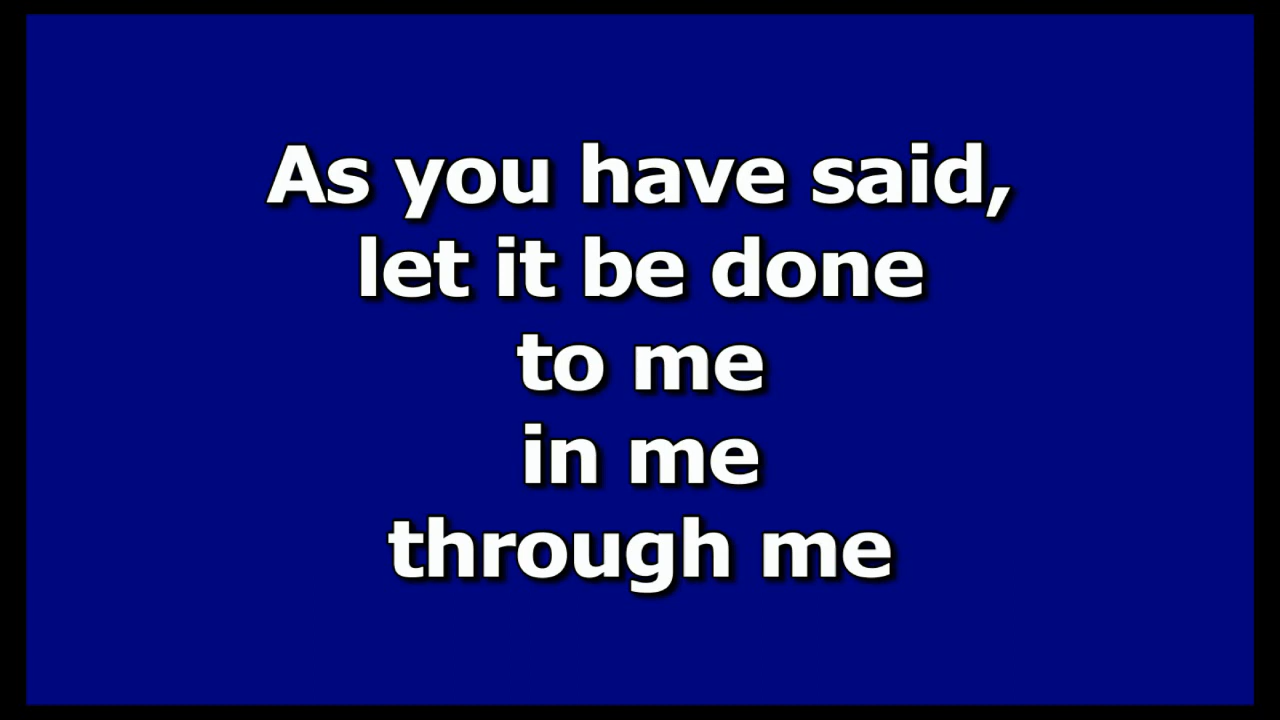 As you have said,
let it be done
to me
in me
through me